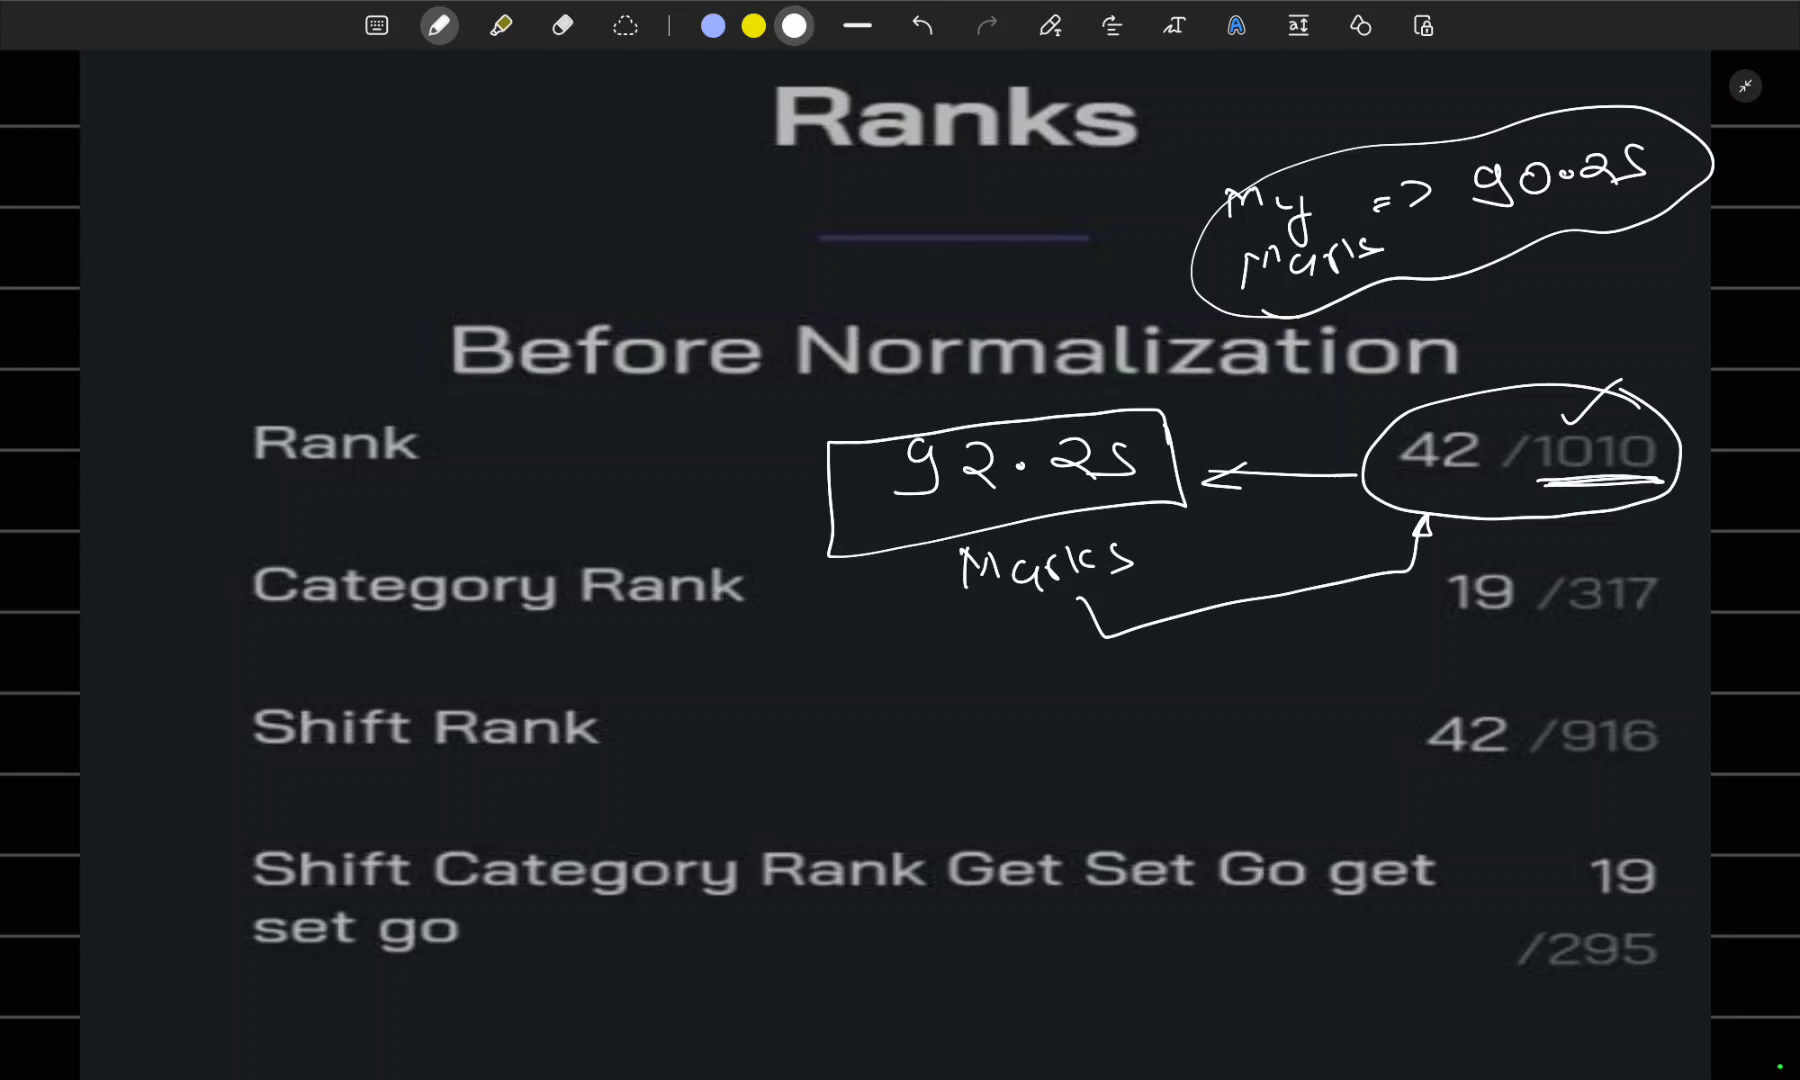 Ranks
My => 90.25
Marks
Before Normalization
Rank 92.25 42 /1010
Marks
Category Rank 19 /317
Shift Rank 42 /916
Shift Category Rank Get Set Go get 19
set go /295